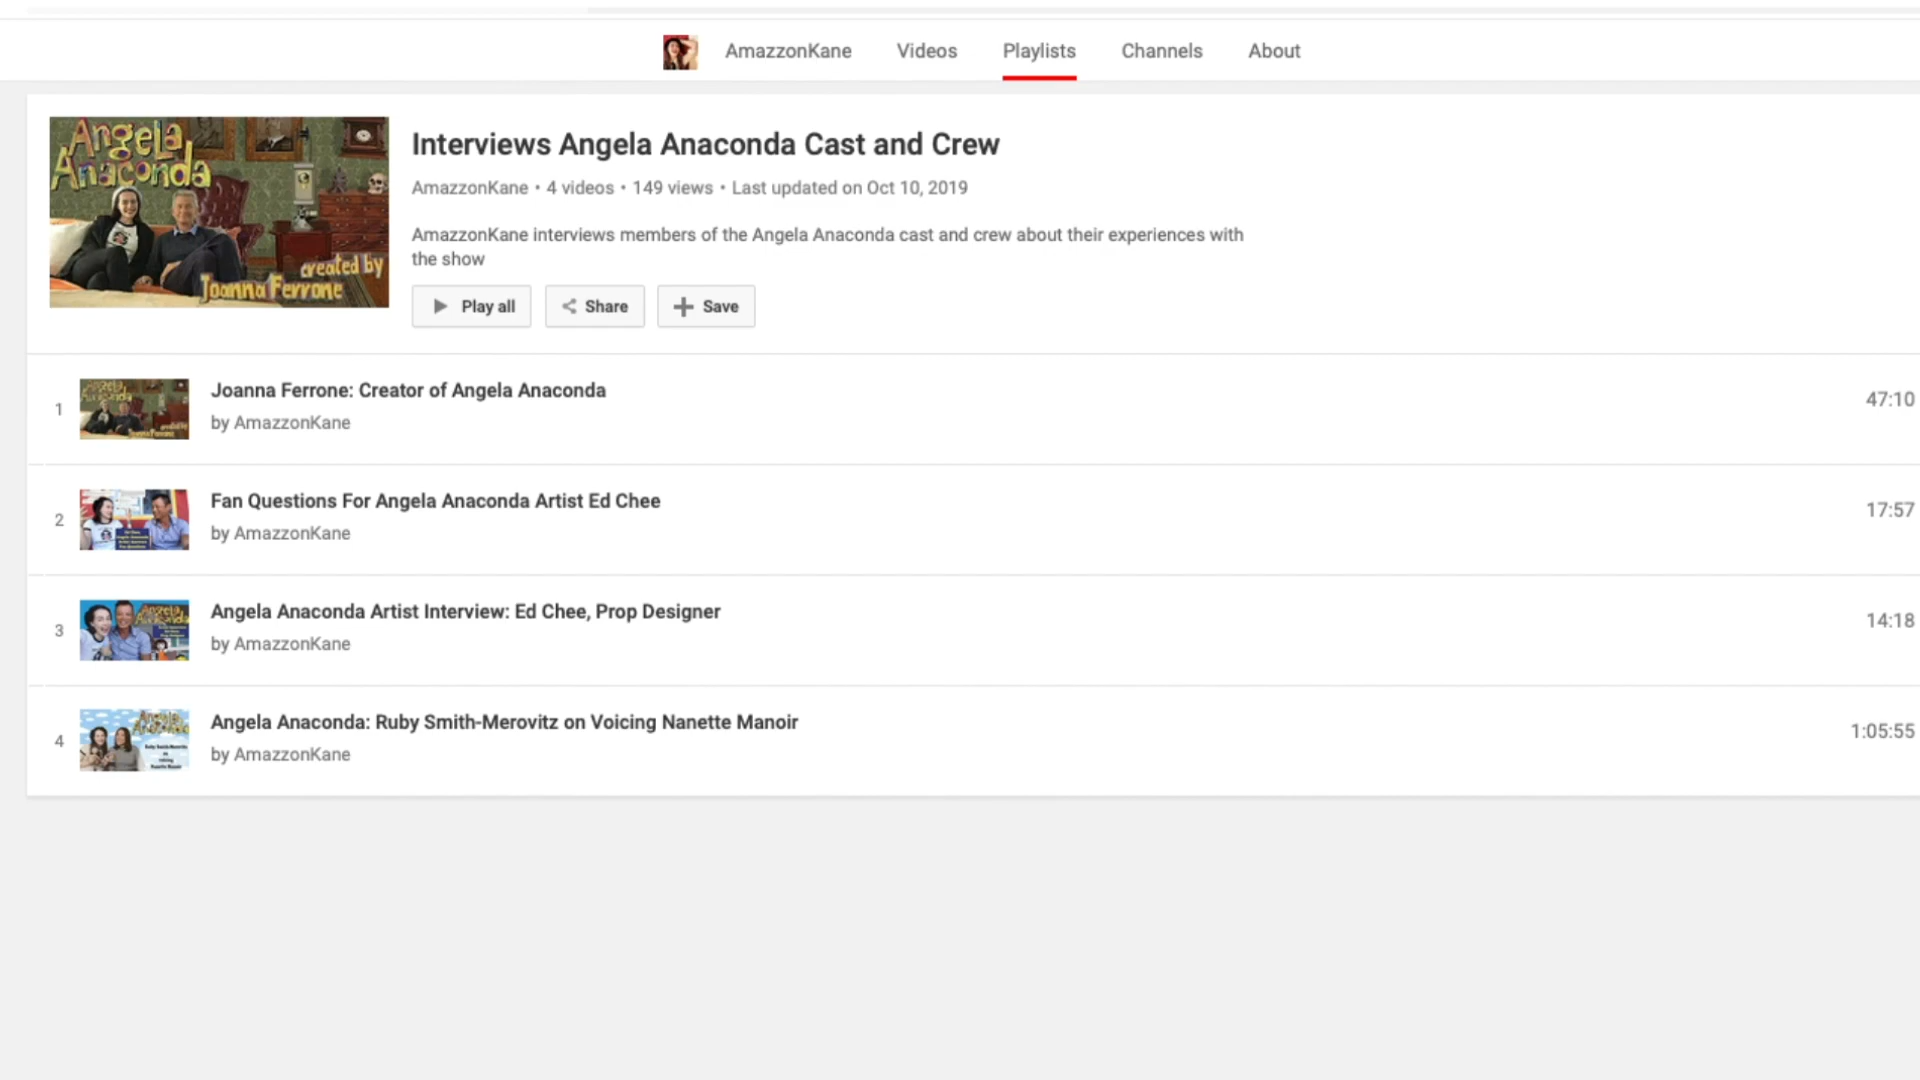 AmazzonKane Videos Playlists Channels About
Angela
Anaconda
created by
Joanna Ferrone
Interviews Angela Anaconda Cast and Crew
AmazzonKane • 4 videos • 149 views • Last updated on Oct 10, 2019
AmazzonKane interviews members of the Angela Anaconda cast and crew about their experiences with
the show
Play all Share Save
1 Joanna Ferrone: Creator of Angela Anaconda 47:10
by AmazzonKane
2 Fan Questions For Angela Anaconda Artist Ed Chee 17:57
by AmazzonKane
3 Angela Anaconda Artist Interview: Ed Chee, Prop Designer 14:18
by AmazzonKane
4 Angela Anaconda: Ruby Smith-Merovitz on Voicing Nanette Manoir 1:05:55
by AmazzonKane